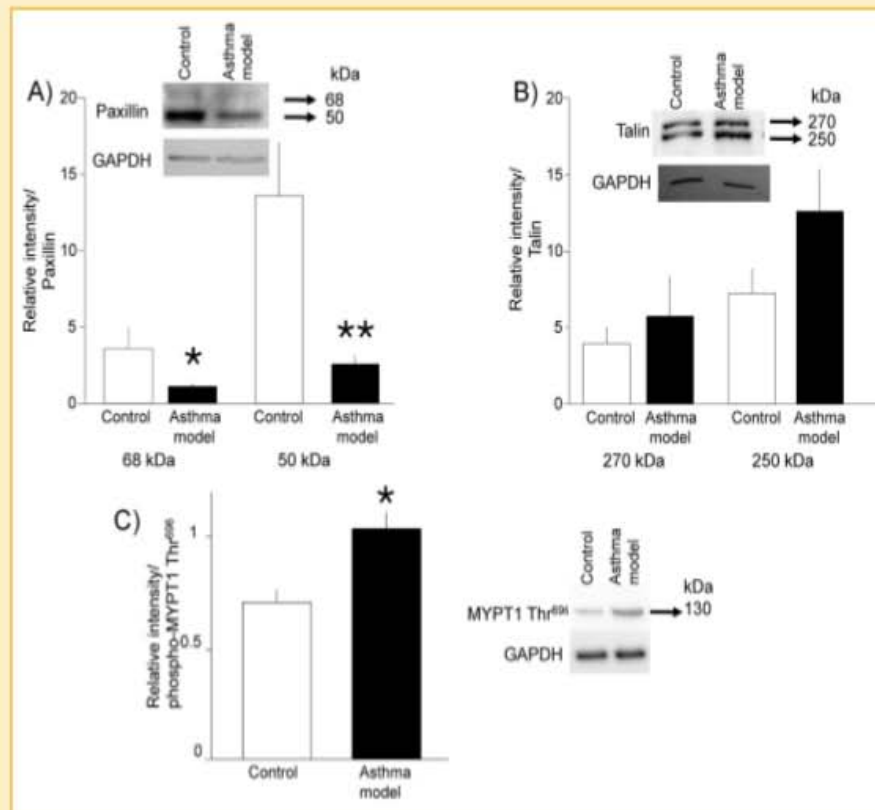 A)
Control
Asthma
model
kDa
Paxillin
68
50
GAPDH
20
15
10
5
0
Relative intensity/
Paxillin
Control
Asthma
model
Control
Asthma
model
68 kDa
50 kDa
*
**
B)
Control
Asthma
model
kDa
Talin
270
250
GAPDH
20
15
10
5
0
Relative intensity/
Talin
Control
Asthma
model
Control
Asthma
model
270 kDa
250 kDa
C)
Relative intensity/
phospho-MYPT1 Thr⁶⁹⁶
1
0.5
0
*
Control
Asthma
model
Control
Asthma
model
kDa
MYPT1 Thr⁶⁹⁶
130
GAPDH